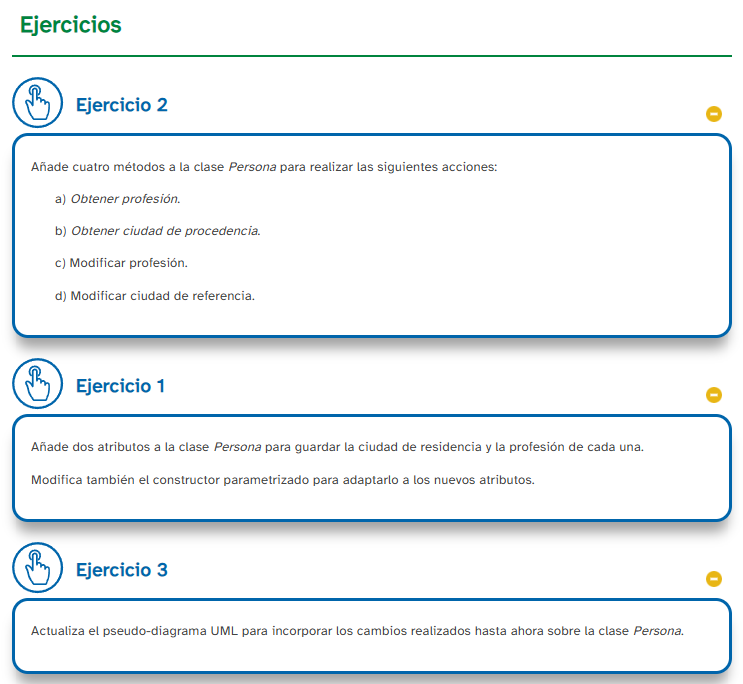 Ejercicios
Ejercicio 2
Añade cuatro métodos a la clase Persona para realizar las siguientes acciones:
a) Obtener profesión.
b) Obtener ciudad de procedencia.
c) Modificar profesión.
d) Modificar ciudad de referencia.
Ejercicio 1
Añade dos atributos a la clase Persona para guardar la ciudad de residencia y la profesión de cada una.
Modifica también el constructor parametrizado para adaptarlo a los nuevos atributos.
Ejercicio 3
Actualiza el pseudo-diagrama UML para incorporar los cambios realizados hasta ahora sobre la clase Persona.